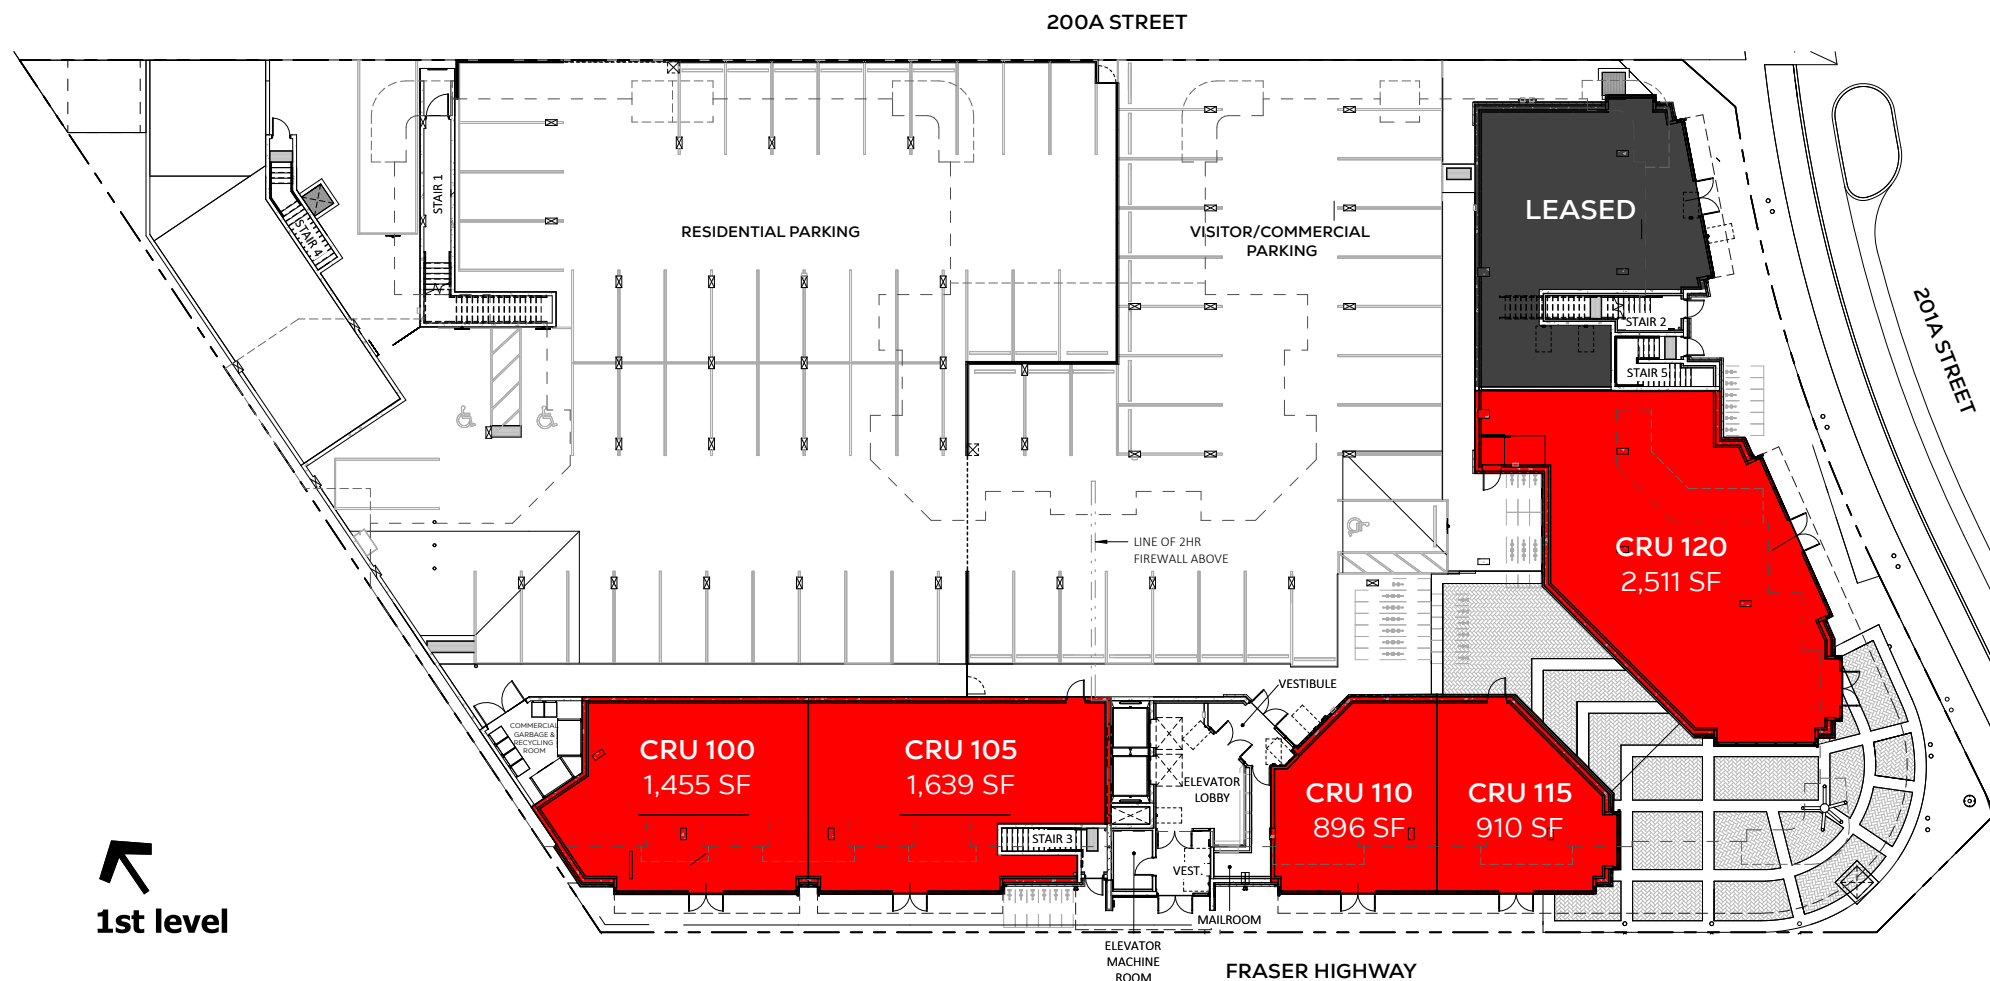 200A STREET
STAIR 1
STAIR 4
RESIDENTIAL PARKING
VISITOR/COMMERCIAL
PARKING
LEASED
STAIR 2
STAIR 5
201A STREET
LINE OF 2HR
FIREWALL ABOVE
CRU 120
2,511 SF
VESTIBULE
COMMERCIAL
GARBAGE &
RECYCLING
ROOM
CRU 100
1,455 SF
CRU 105
1,639 SF
ELEVATOR
LOBBY
CRU 110
896 SF
CRU 115
910 SF
STAIR 3
VEST.
MAILROOM
1st level
ELEVATOR
MACHINE
ROOM
FRASER HIGHWAY